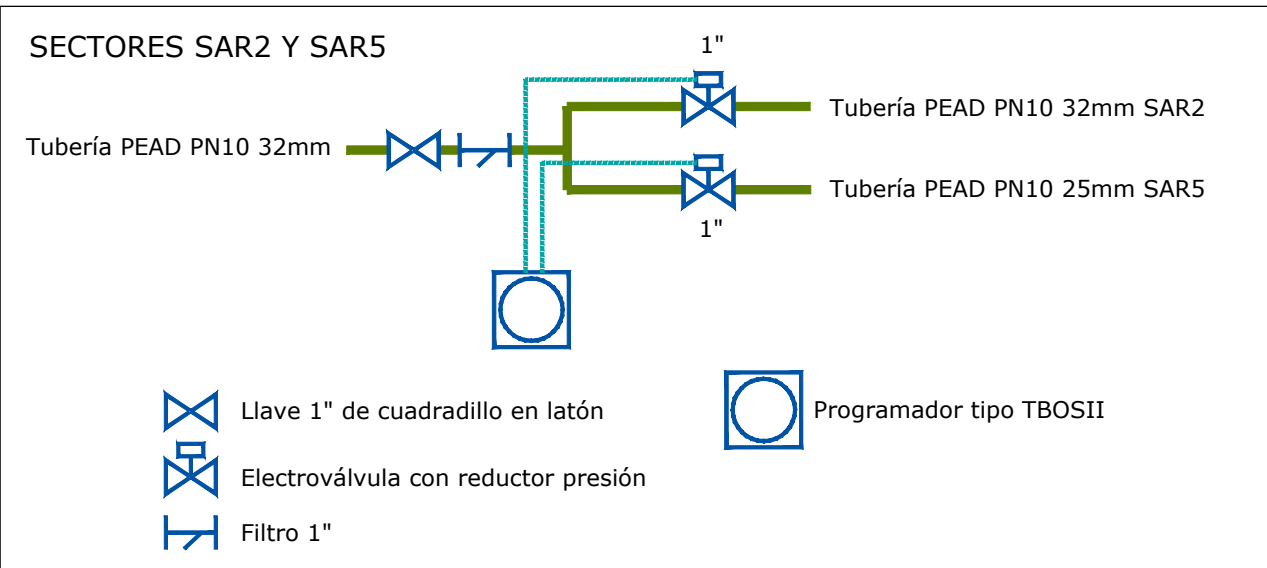 SECTORES SAR2 Y SAR5
1"
Tubería PEAD PN10 32mm SAR2
Tubería PEAD PN10 32mm
Tubería PEAD PN10 25mm SAR5
1"
Llave 1" de cuadradillo en latón
Programador tipo TBOSII
Electroválvula con reductor presión
Filtro 1"